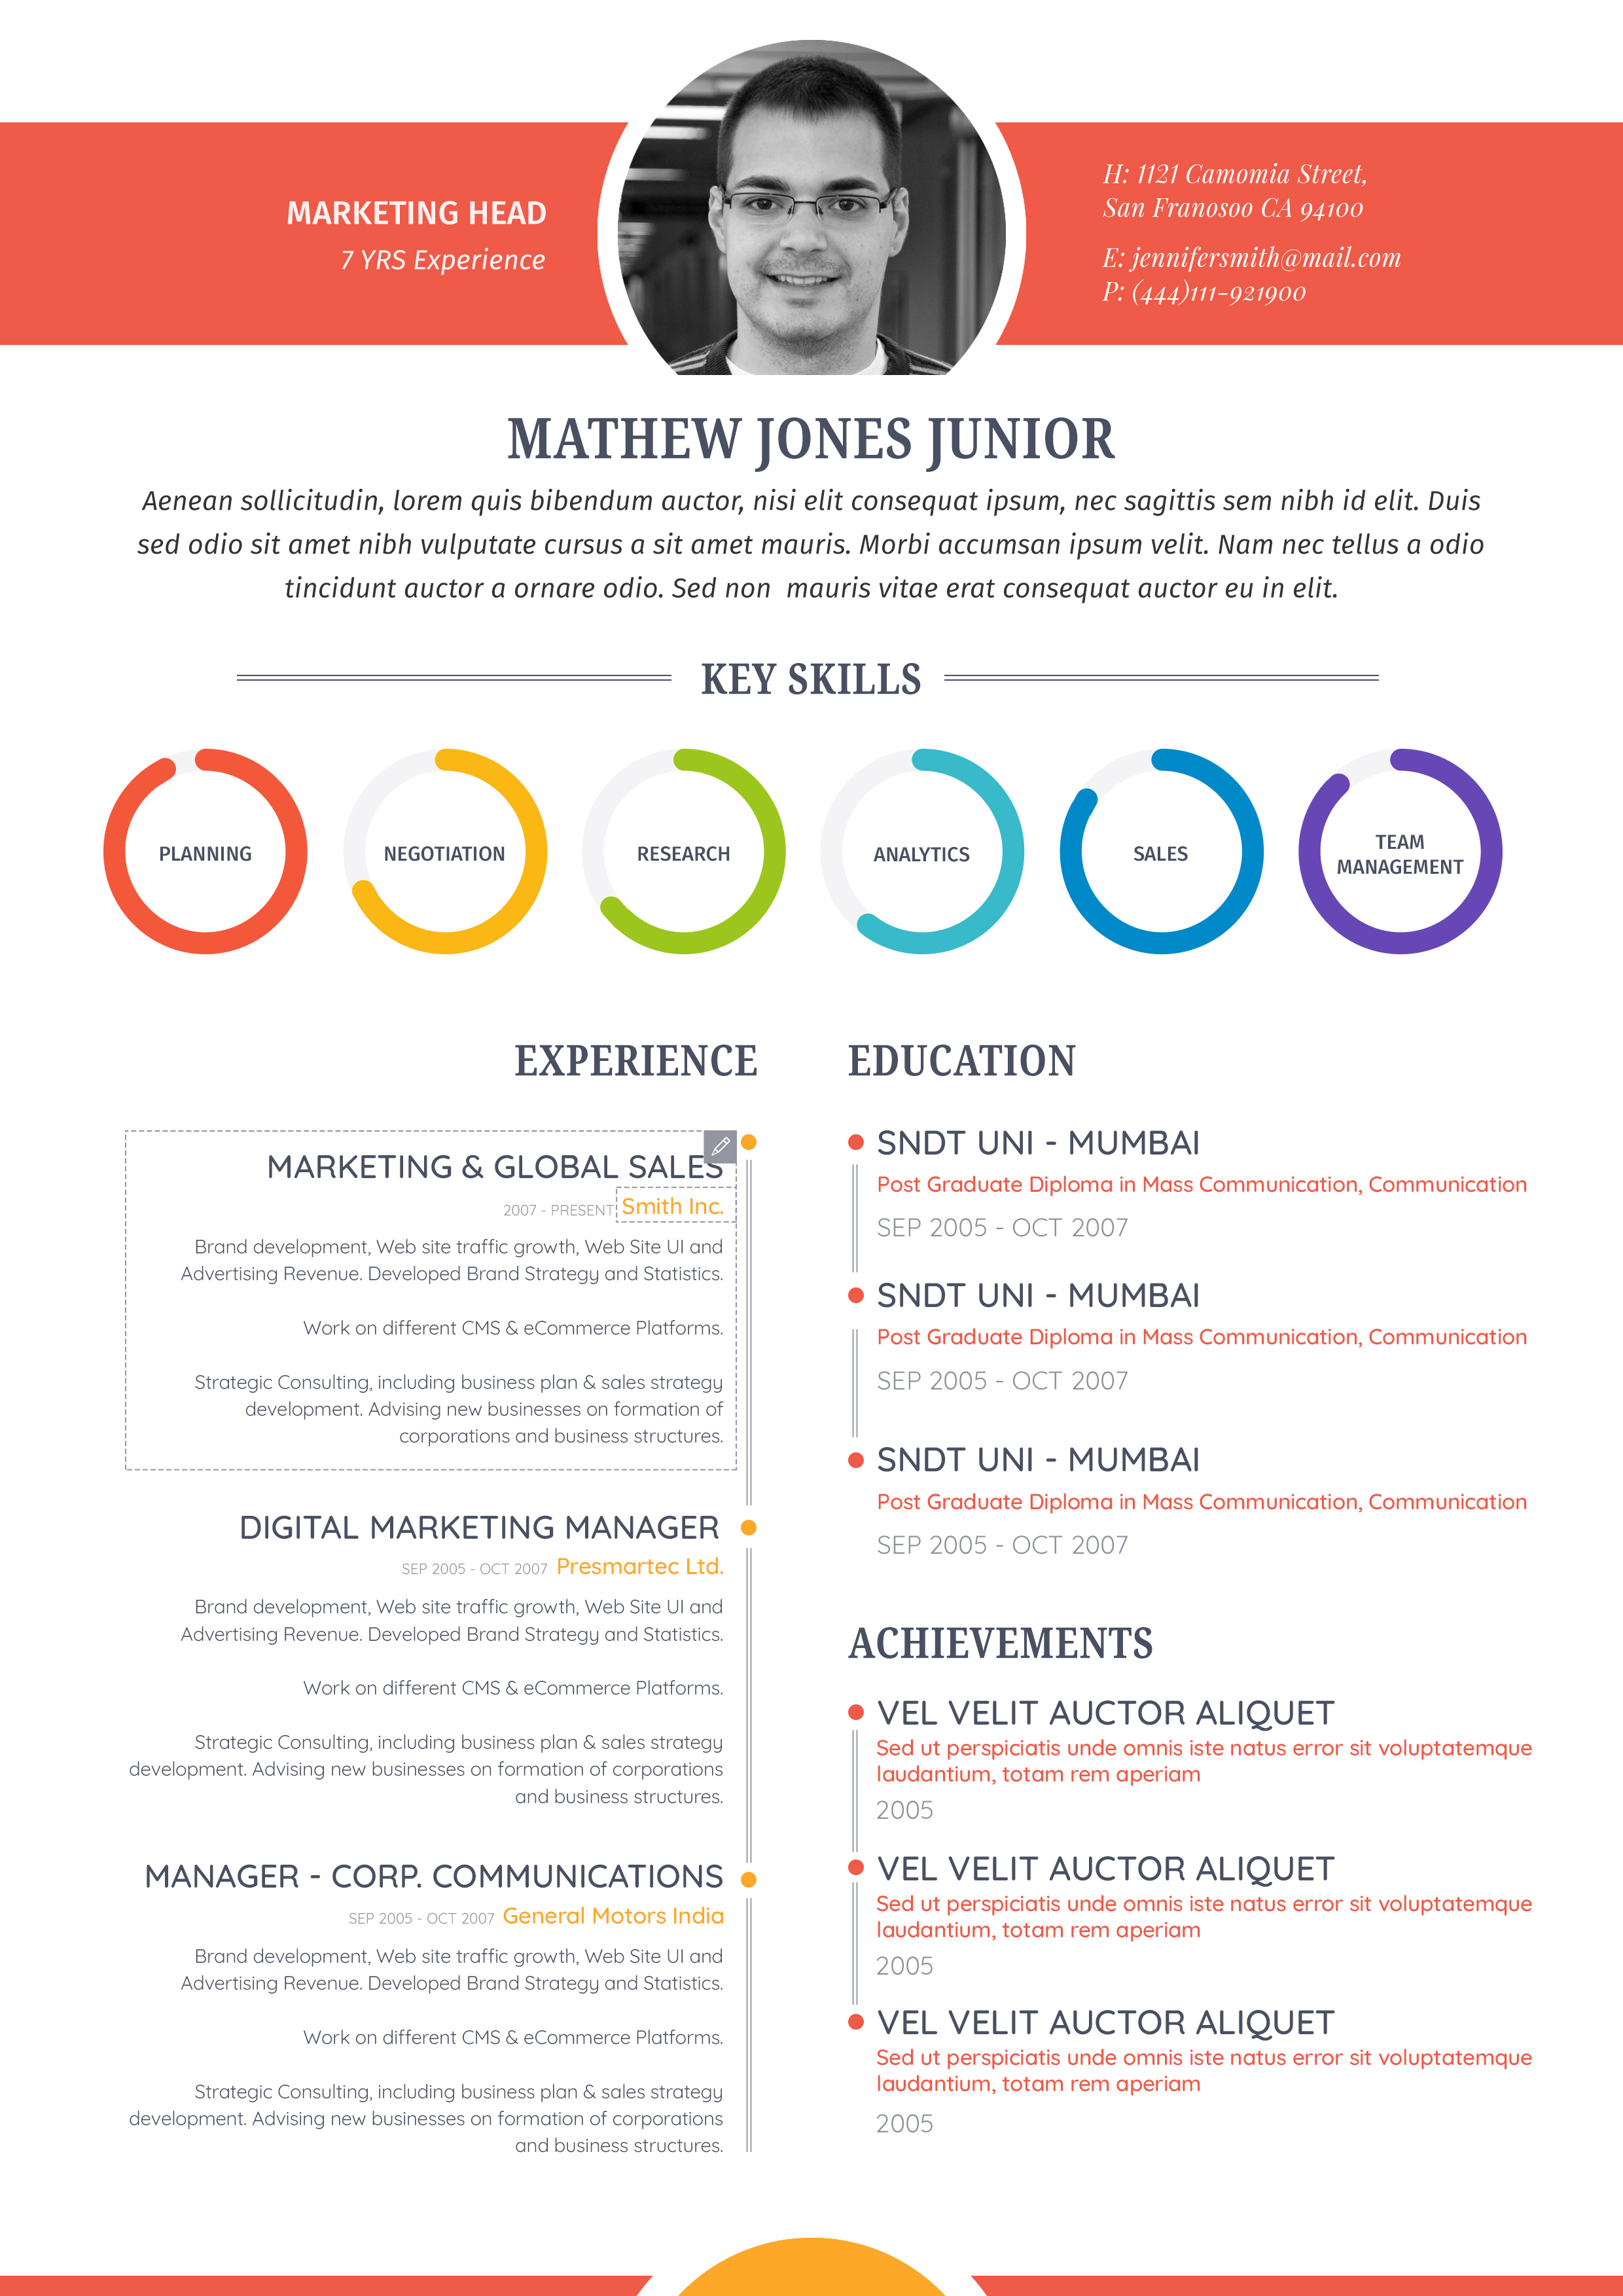 MARKETING HEAD
7 YRS Experience
H: 1121 Camomia Street,
San Franosoo CA 94100
E: jennifersmith@mail.com
P: (444)111-921900
MATHEW JONES JUNIOR
Aenean sollicitudin, lorem quis bibendum auctor, nisi elit consequat ipsum, nec sagittis sem nibh id elit. Duis
sed odio sit amet nibh vulputate cursus a sit amet mauris. Morbi accumsan ipsum velit. Nam nec tellus a odio
tincidunt auctor a ornare odio. Sed non mauris vitae erat consequat auctor eu in elit.
KEY SKILLS
PLANNING
NEGOTIATION
RESEARCH
ANALYTICS
SALES
TEAM
MANAGEMENT
EXPERIENCE
MARKETING & GLOBAL SALES
2007 - PRESENT Smith Inc.
Brand development, Web site traffic growth, Web Site UI and
Advertising Revenue. Developed Brand Strategy and Statistics.
Work on different CMS & eCommerce Platforms.
Strategic Consulting, including business plan & sales strategy
development. Advising new businesses on formation of
corporations and business structures.
DIGITAL MARKETING MANAGER
SEP 2005 - OCT 2007 Presmartec Ltd.
Brand development, Web site traffic growth, Web Site UI and
Advertising Revenue. Developed Brand Strategy and Statistics.
Work on different CMS & eCommerce Platforms.
Strategic Consulting, including business plan & sales strategy
development. Advising new businesses on formation of corporations
and business structures.
MANAGER - CORP. COMMUNICATIONS
SEP 2005 - OCT 2007 General Motors India
Brand development, Web site traffic growth, Web Site UI and
Advertising Revenue. Developed Brand Strategy and Statistics.
Work on different CMS & eCommerce Platforms.
Strategic Consulting, including business plan & sales strategy
development. Advising new businesses on formation of corporations
and business structures.
EDUCATION
SNDT UNI - MUMBAI
Post Graduate Diploma in Mass Communication, Communication
SEP 2005 - OCT 2007
SNDT UNI - MUMBAI
Post Graduate Diploma in Mass Communication, Communication
SEP 2005 - OCT 2007
SNDT UNI - MUMBAI
Post Graduate Diploma in Mass Communication, Communication
SEP 2005 - OCT 2007
ACHIEVEMENTS
VEL VELIT AUCTOR ALIQUET
Sed ut perspiciatis unde omnis iste natus error sit voluptatemque
laudantium, totam rem aperiam
2005
VEL VELIT AUCTOR ALIQUET
Sed ut perspiciatis unde omnis iste natus error sit voluptatemque
laudantium, totam rem aperiam
2005
VEL VELIT AUCTOR ALIQUET
Sed ut perspiciatis unde omnis iste natus error sit voluptatemque
laudantium, totam rem aperiam
2005